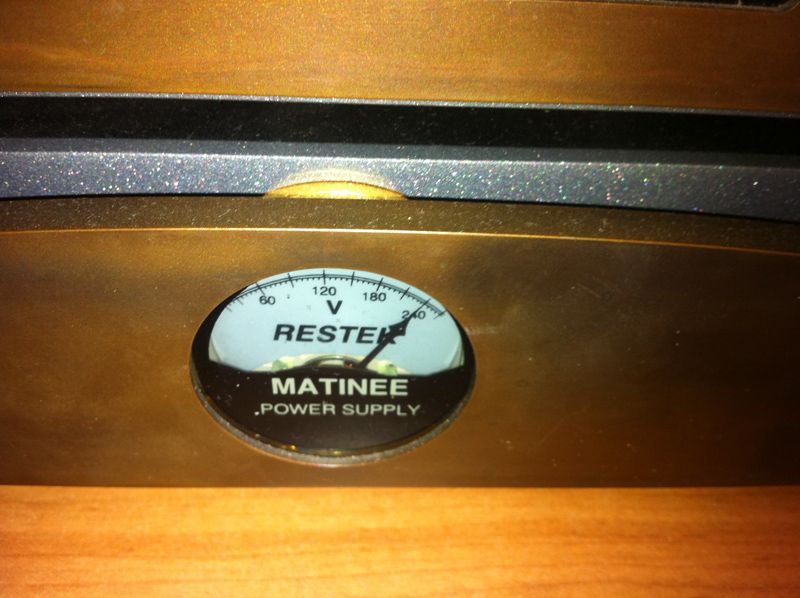 60 120 180 240
V
RESTEK
MATINEE
POWER SUPPLY